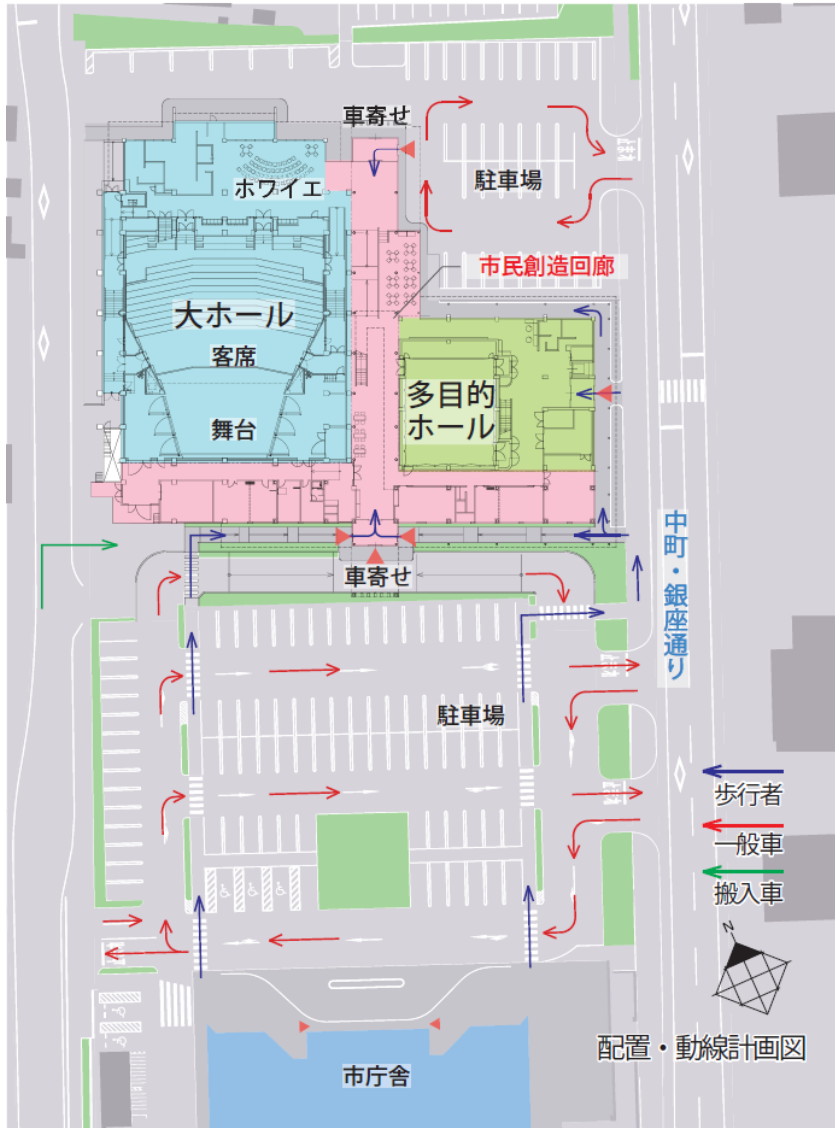 車寄せ
ホワイエ
駐車場
市民創造回廊
大ホール
客席
多目的
ホール
舞台
中町・銀座通り
車寄せ
駐車場
歩行者
一般車
搬入車
N
配置・動線計画図
市庁舎